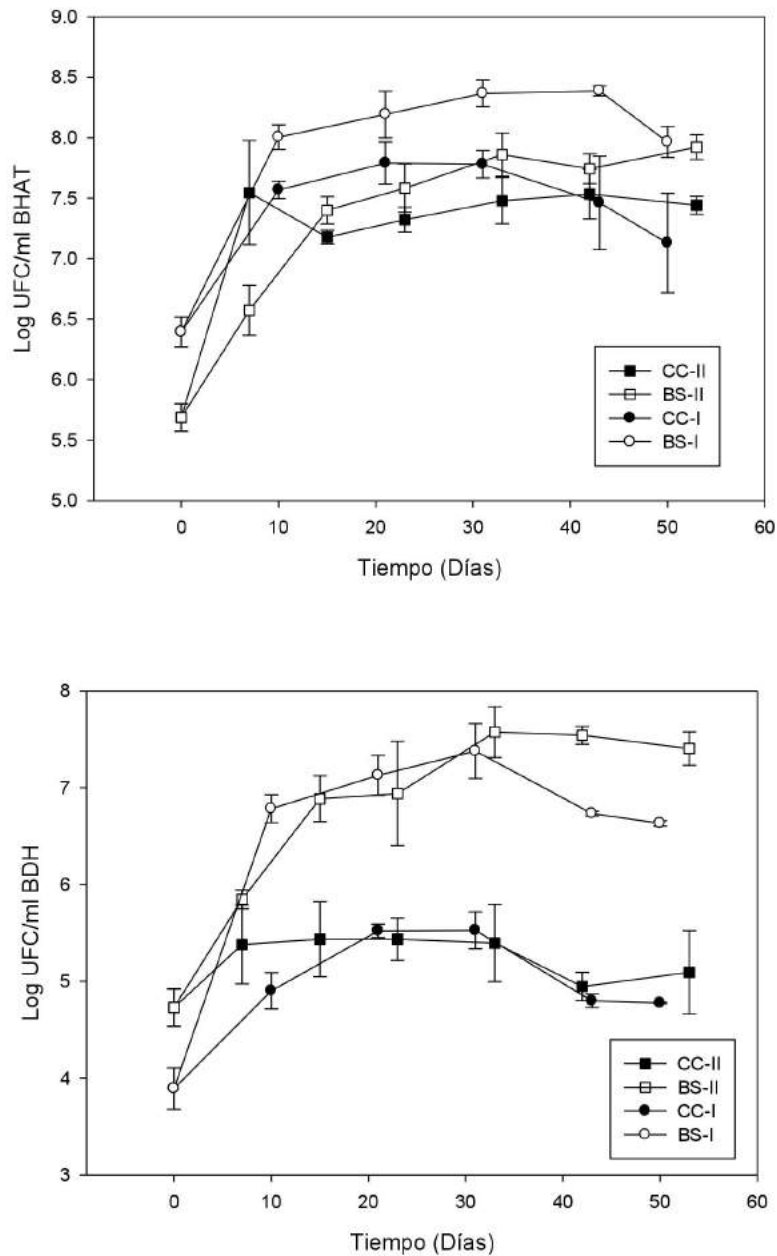 Log UFC/ml BHAT
9.0
8.5
8.0
7.5
7.0
6.5
6.0
5.5
5.0
CC-II
BS-II
CC-I
BS-I
0 10 20 30 40 50 60
Tiempo (Días)
Log UFC/ml BDH
8
7
6
5
4
3
CC-II
BS-II
CC-I
BS-I
0 10 20 30 40 50 60
Tiempo (Días)